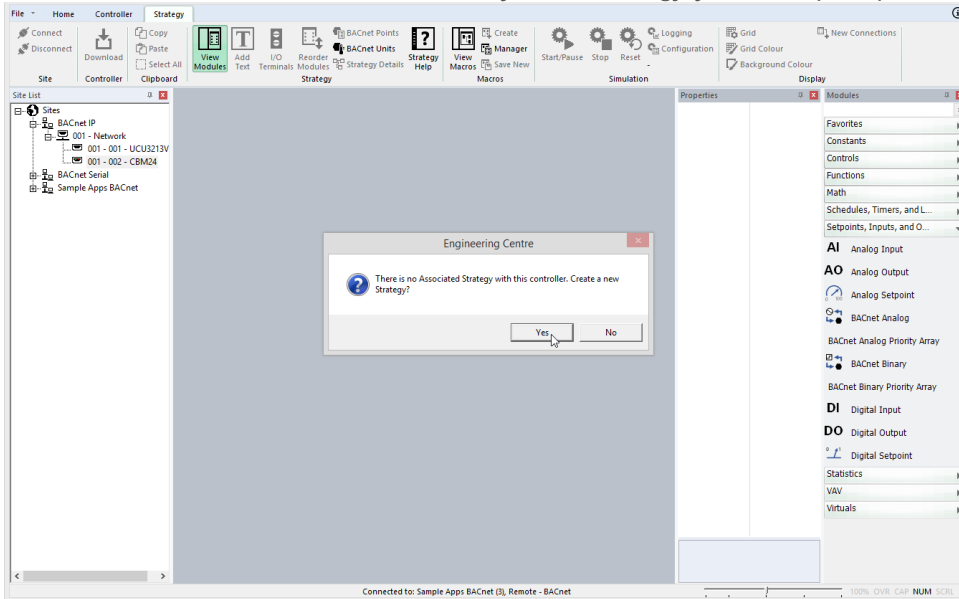 File Home Controller Strategy
Connect
Disconnect
Site
Download
Controller
Copy
Paste
Select All
Clipboard
View Modules
Add Text
I/O Terminals
Reorder Modules
BACnet Points
BACnet Units
Strategy Details
Strategy Help
Strategy
View Macros
Create
Manager
Save New
Macros
Start/Pause
Stop
Reset
Logging
Configuration
Simulation
Grid
Grid Colour
Background Colour
New Connections
Display
Site List
Sites
BACnet IP
001 - Network
001 - 001 - UCU3213V
001 - 002 - CBM24
BACnet Serial
Sample Apps BACnet
Engineering Centre
There is no Associated Strategy with this controller. Create a new
Strategy?
Yes
No
Properties
Modules
Favorites
Constants
Controls
Functions
Math
Schedules, Timers, and L...
Setpoints, Inputs, and O...
AI Analog Input
AO Analog Output
Analog Setpoint
BACnet Analog
BACnet Analog Priority Array
BACnet Binary
BACnet Binary Priority Array
DI Digital Input
DO Digital Output
Digital Setpoint
Statistics
VAV
Virtuals
Connected to: Sample Apps BACnet (3), Remote - BACnet
100% OVR CAP NUM SCRL